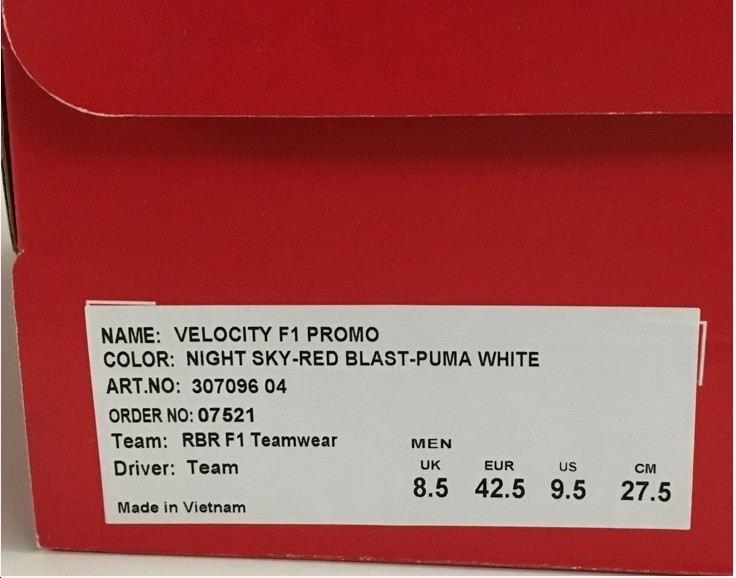 NAME: VELOCITY F1 PROMO
COLOR: NIGHT SKY-RED BLAST-PUMA WHITE
ART.NO: 307096 04
ORDER NO: 07521
Team: RBR F1 Teamwear
Driver: Team
Made in Vietnam
MEN
UK EUR US CM
8.5 42.5 9.5 27.5